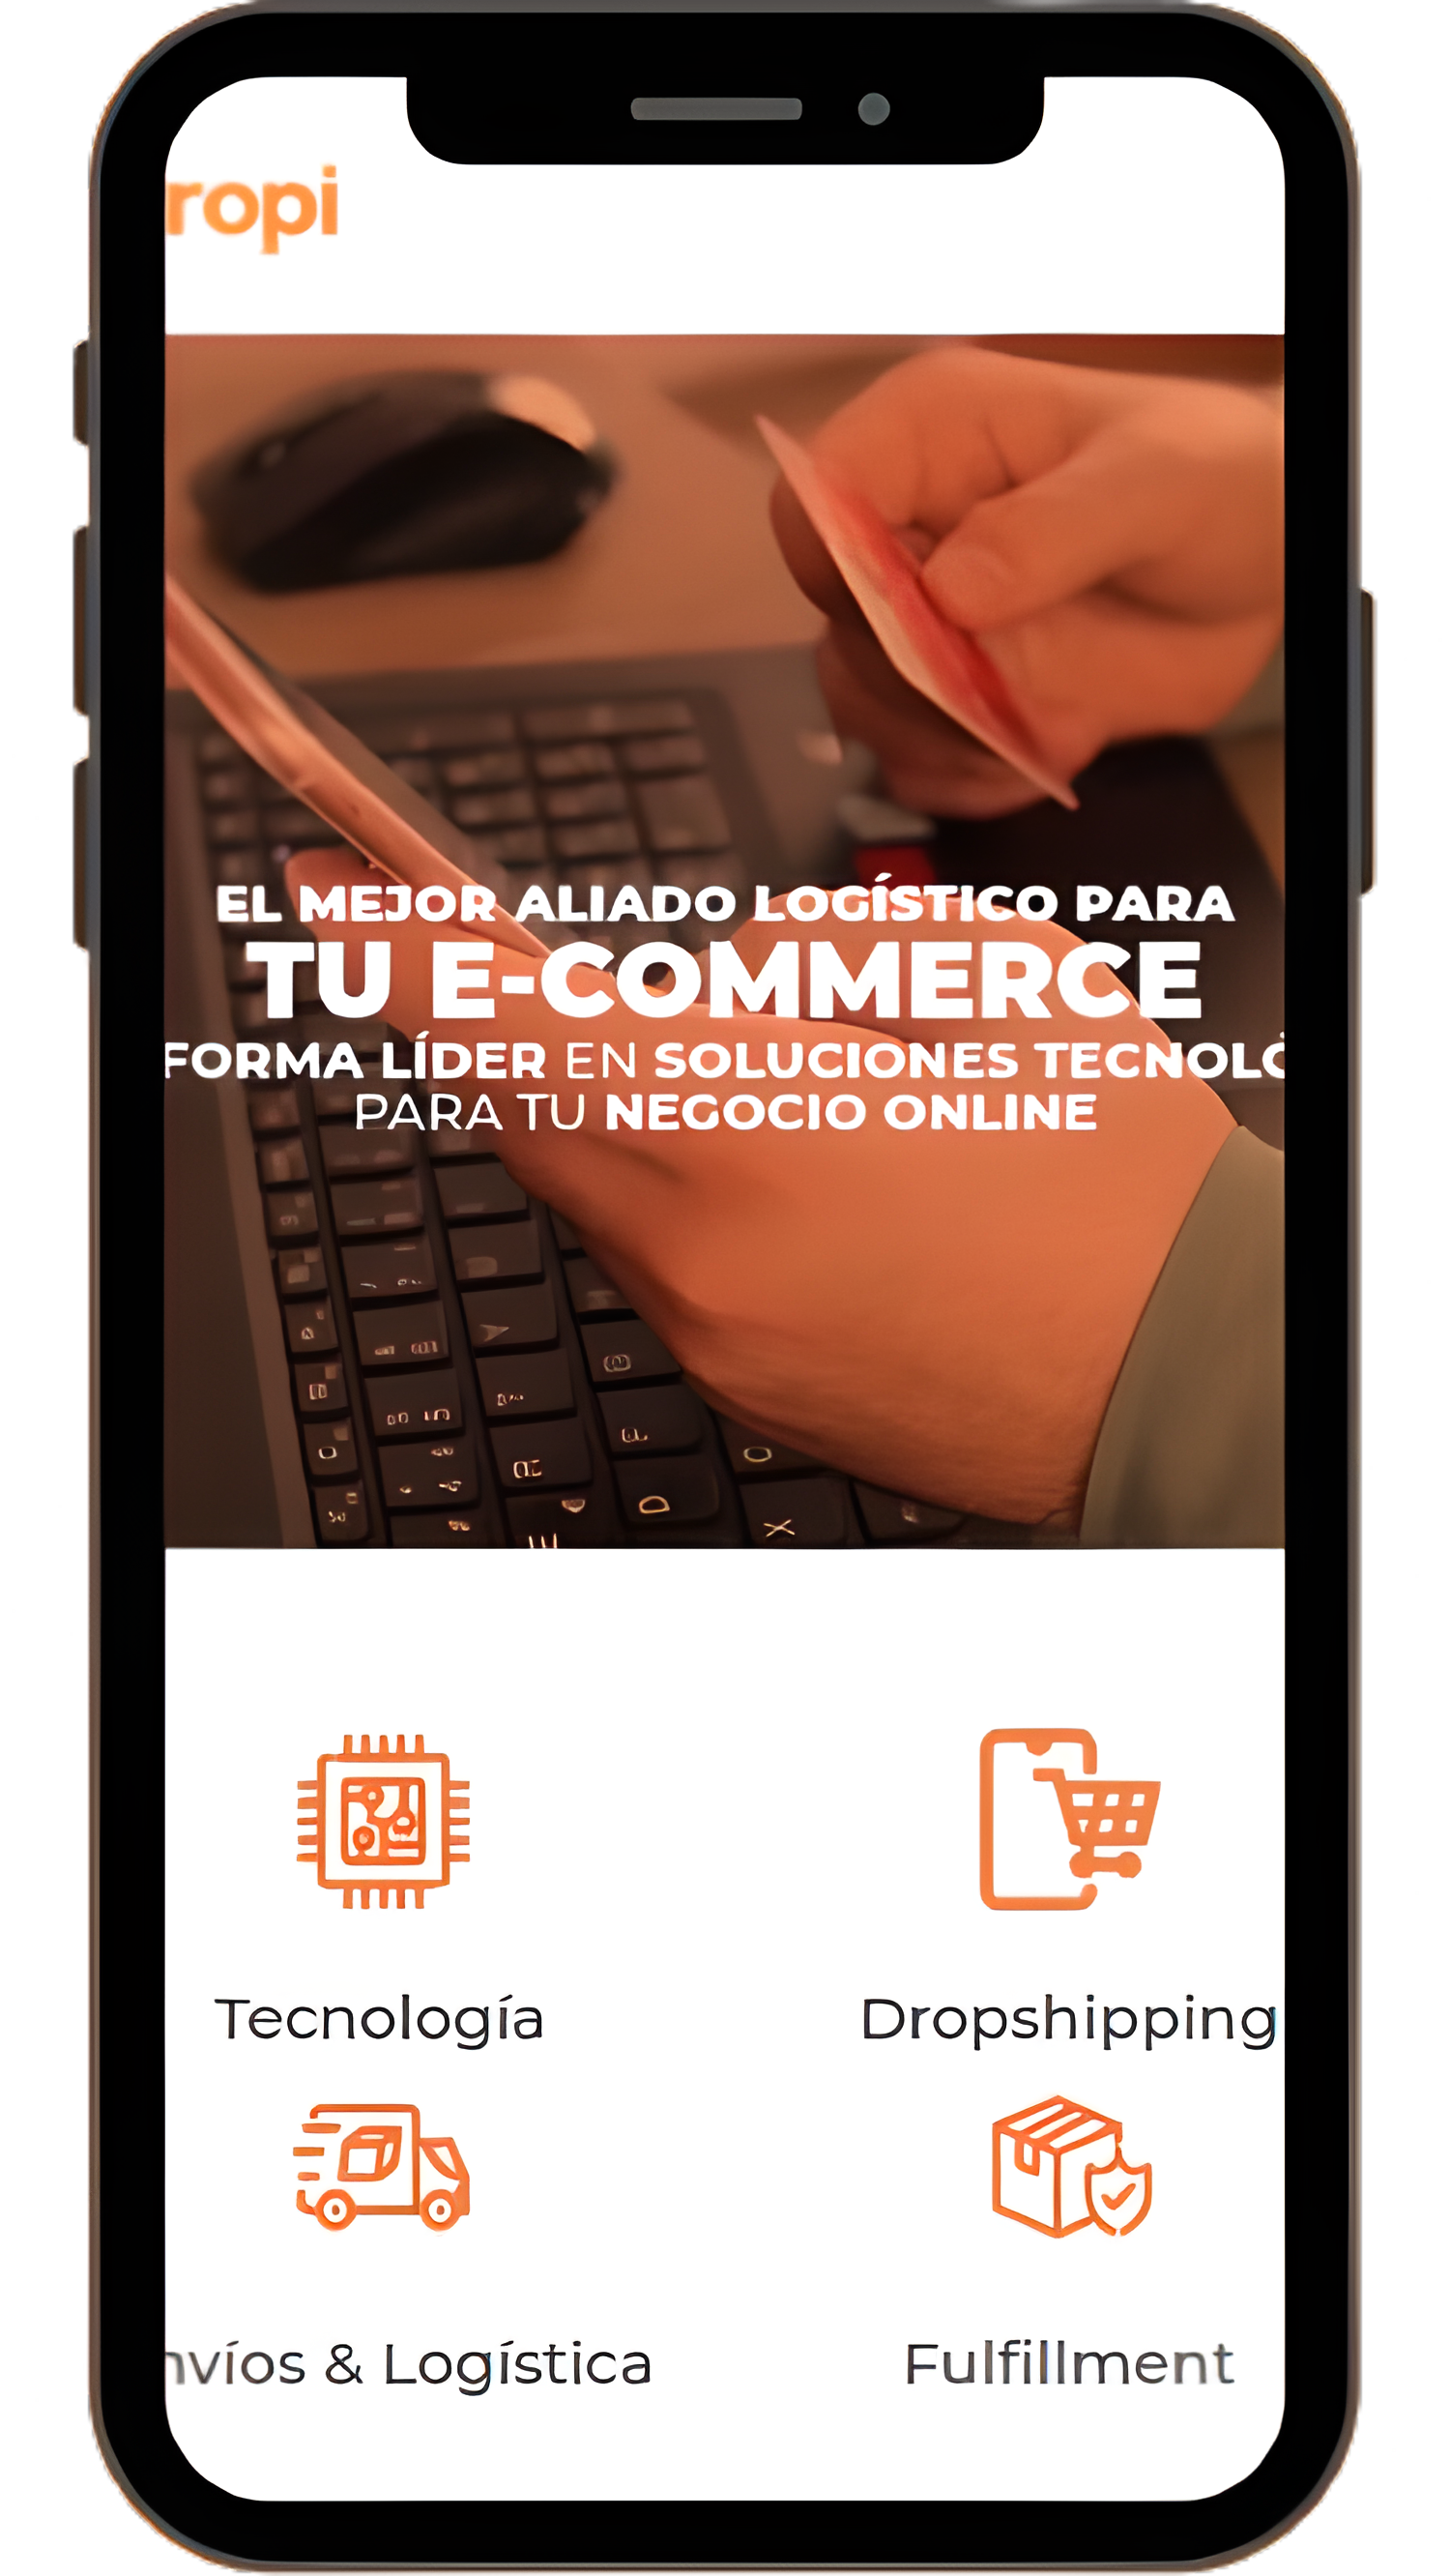 ropi
EL MEJOR ALIADO LOGÍSTICO PARA
TU E-COMMERCE
FORMA LÍDER EN SOLUCIONES TECNOLÓ
PARA TU NEGOCIO ONLINE
Tecnología
Dropshipping
nvíos & Logística
Fulfillment